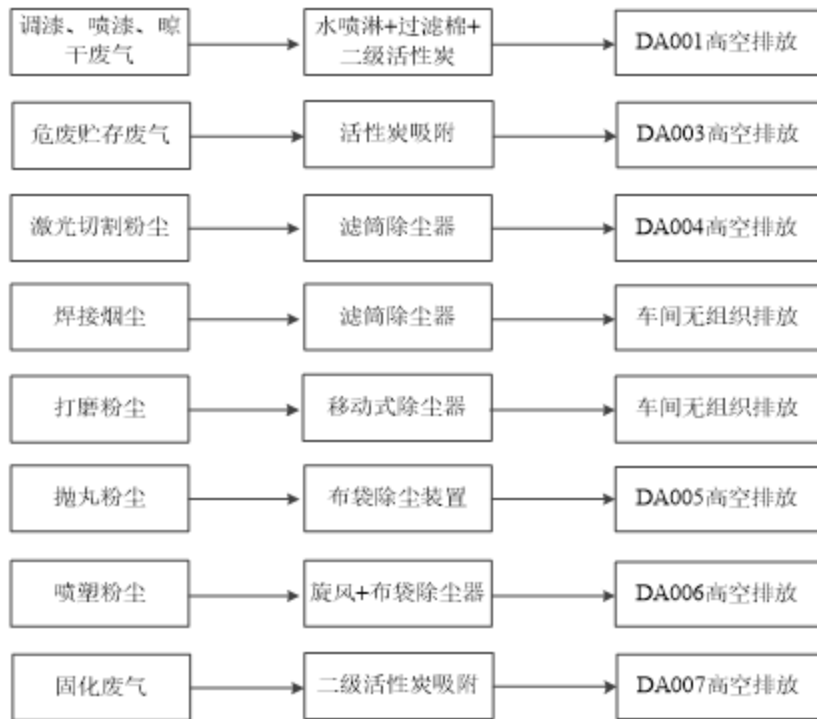 调漆、喷漆、晾
干废气
水喷淋+过滤棉+
二级活性炭
DA001高空排放
危废贮存废气
活性炭吸附
DA003高空排放
激光切割粉尘
滤筒除尘器
DA004高空排放
焊接烟尘
滤筒除尘器
车间无组织排放
打磨粉尘
移动式除尘器
车间无组织排放
抛丸粉尘
布袋除尘装置
DA005高空排放
喷塑粉尘
旋风+布袋除尘器
DA006高空排放
固化废气
二级活性炭吸附
DA007高空排放